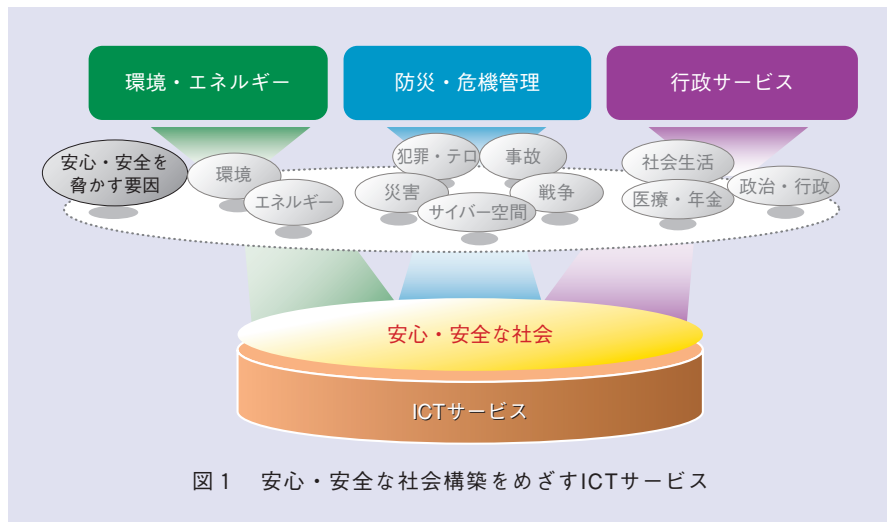 環境・エネルギー
防災・危機管理
行政サービス
安心・安全を
脅かす要因
環境
エネルギー
犯罪・テロ
事故
災害
サイバー空間
戦争
社会生活
医療・年金
政治・行政
安心・安全な社会
ICTサービス
図1 安心・安全な社会構築をめざすICTサービス